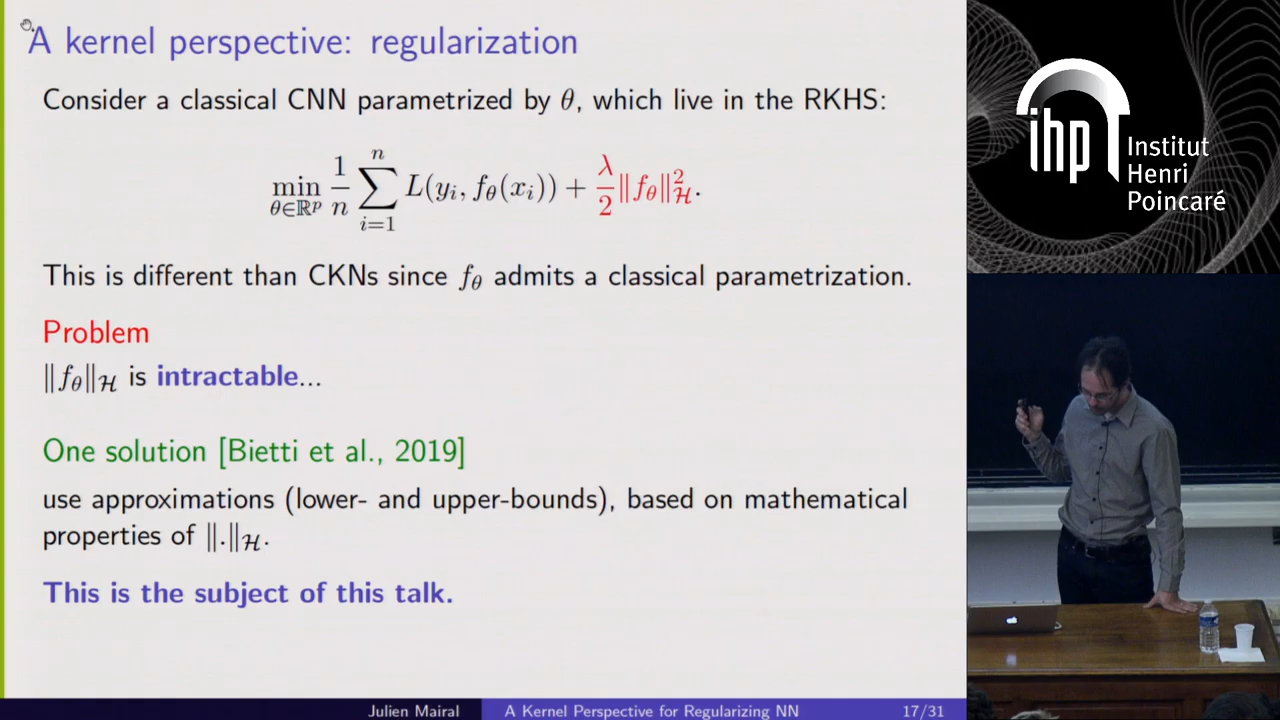 A kernel perspective: regularization
Consider a classical CNN parametrized by θ, which live in the RKHS:
min_{θ∈ℝ^p} 1/n ∑_{i=1}^{n} L(y_i, f_θ(x_i)) + λ/2 ‖f_θ‖²_ℋ.
This is different than CKNs since f_θ admits a classical parametrization.
Problem
‖f_θ‖_ℋ is intractable...
One solution [Bietti et al., 2019]
use approximations (lower- and upper-bounds), based on mathematical
properties of ‖.‖_ℋ.
This is the subject of this talk.
Julien Mairal
A Kernel Perspective for Regularizing NN
17/31
ihp
Institut
Henri
Poincaré